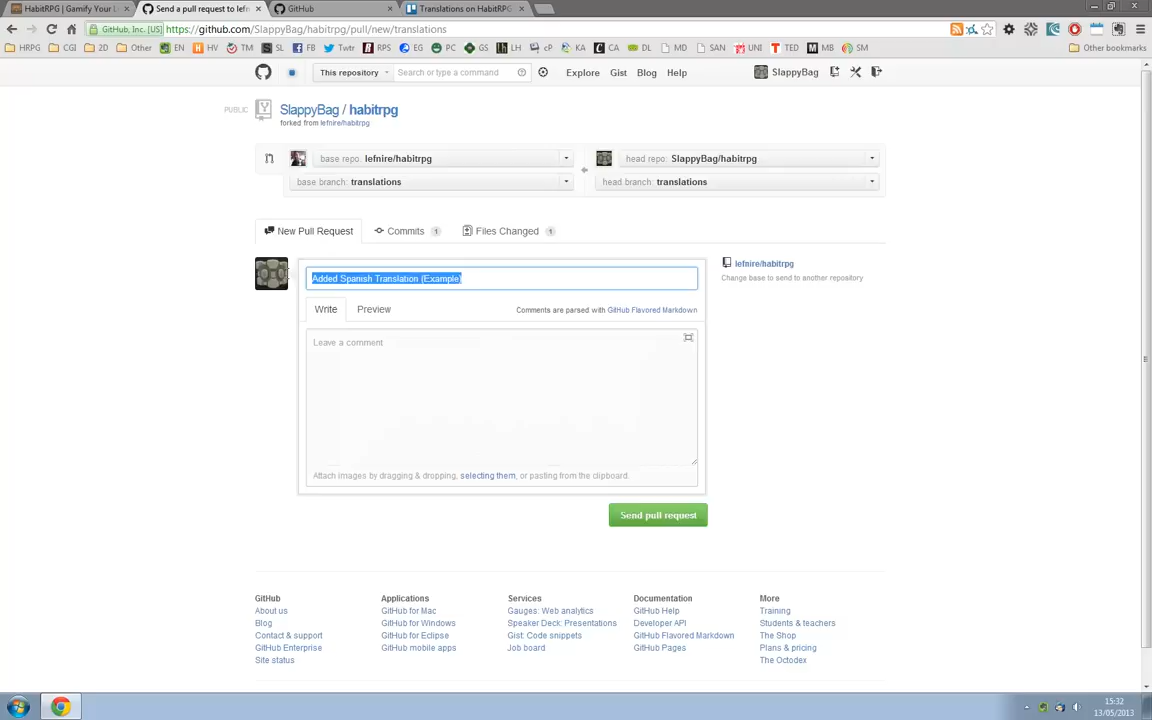 HabitRPG | Gamify Your L
Send a pull request to lefn
GitHub
Translations on HabitRPG
GitHub, Inc. [US]
https://github.com/SlappyBag/habitrpg/pull/new/translations
HRPG
CGI
2D
Other
EN
HV
TM
SL
FB
Twtr
RPS
EG
PC
GS
LH
cP
KA
CA
DL
MD
SAN
UNI
TED
MB
SM
Other bookmarks
This repository
Search or type a command
Explore
Gist
Blog
Help
SlappyBag
PUBLIC
SlappyBag / habitrpg
forked from lefnire/habitrpg
base repo: lefnire/habitrpg
head repo: SlappyBag/habitrpg
base branch: translations
head branch: translations
New Pull Request
Commits 1
Files Changed 1
Added Spanish Translation (Example)
lefnire/habitrpg
Change base to send to another repository
Write
Preview
Comments are parsed with GitHub Flavored Markdown
Leave a comment
Attach images by dragging & dropping, selecting them, or pasting from the clipboard.
Send pull request
GitHub
About us
Blog
Contact & support
GitHub Enterprise
Site status
Applications
GitHub for Mac
GitHub for Windows
GitHub for Eclipse
GitHub mobile apps
Services
Gauges: Web analytics
Speaker Deck: Presentations
Gist: Code snippets
Job board
Documentation
GitHub Help
Developer API
GitHub Flavored Markdown
GitHub Pages
More
Training
Students & teachers
The Shop
Plans & pricing
The Octodex
15:32
13/05/2013